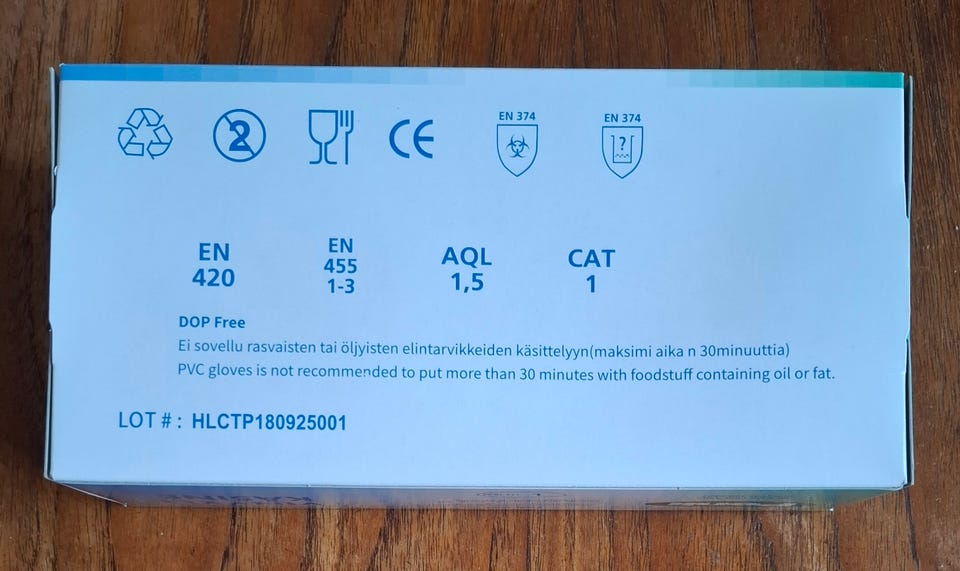 2
CE
EN 374
EN 374
?
EN
420
EN
455
1-3
AQL
1,5
CAT
1
DOP Free
Ei sovellu rasvaisten tai öljyisten elintarvikkeiden käsittelyyn(maksimi aika n 30minuuttia)
PVC gloves is not recommended to put more than 30 minutes with foodstuff containing oil or fat.
LOT # : HLCTP180925001